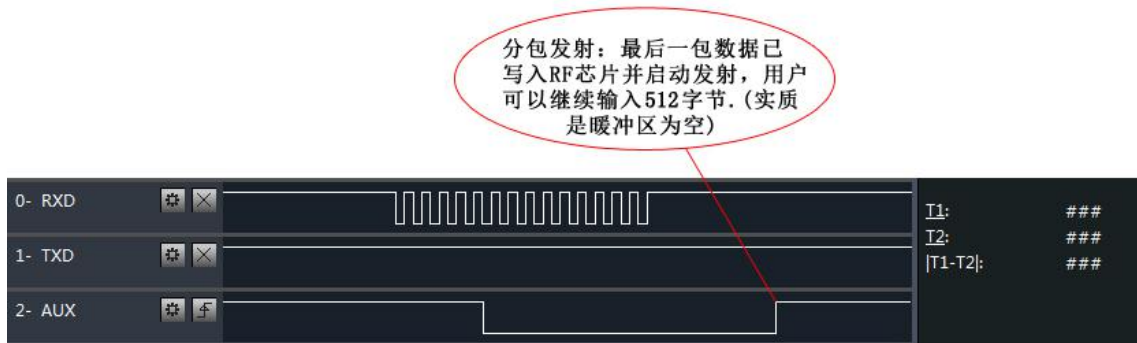 分包发射：最后一包数据已
写入RF芯片并启动发射，用户
可以继续输入512字节.(实质
是暖冲区为空)
0- RXD
1- TXD
2- AUX
T1: ###
T2: ###
|T1-T2|: ###